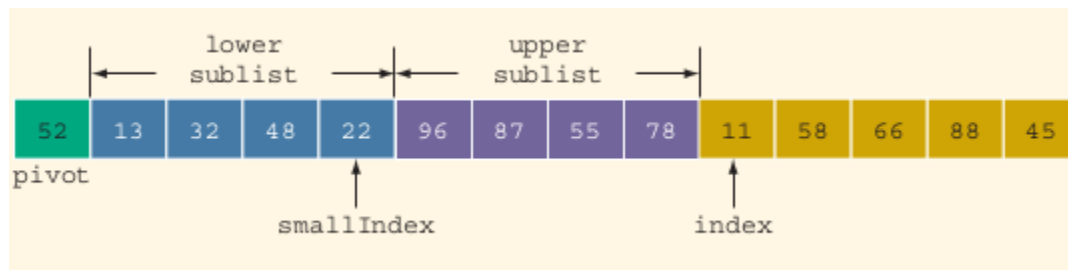 lower upper
sublist sublist
52 13 32 48 22 96 87 55 78 11 58 66 88 45
pivot
smallIndex index